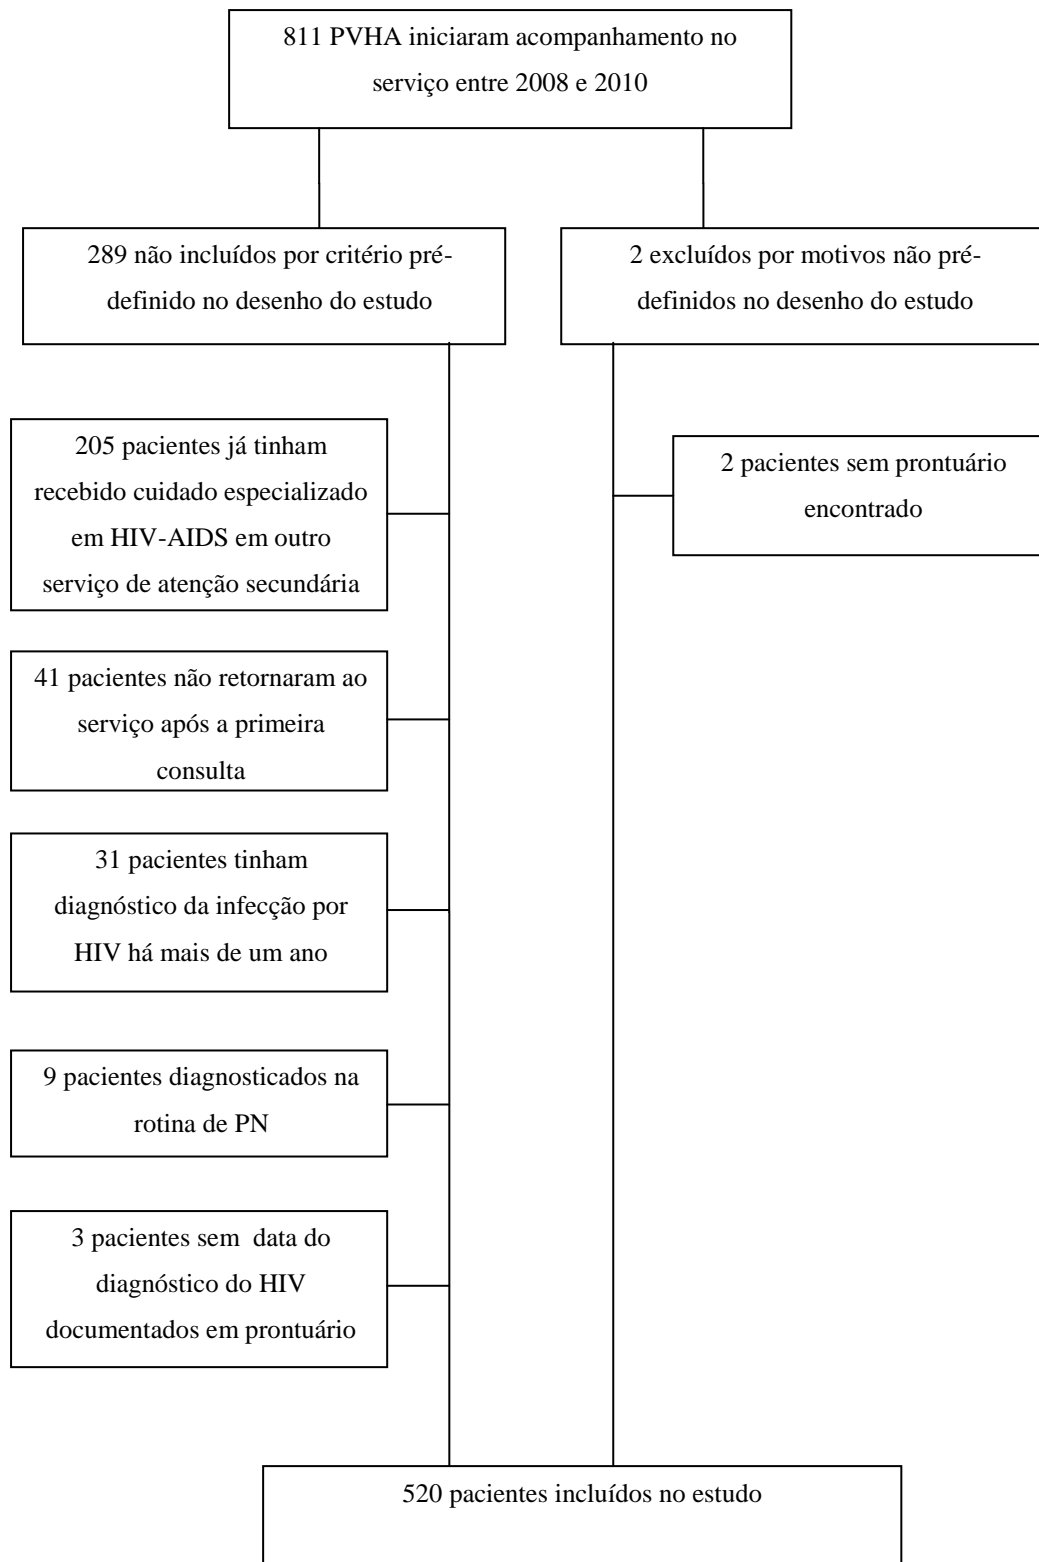 811 PVHA iniciaram acompanhamento no
serviço entre 2008 e 2010
289 não incluídos por critério pré-
definido no desenho do estudo
2 excluídos por motivos não pré-
definidos no desenho do estudo
205 pacientes já tinham
recebido cuidado especializado
em HIV-AIDS em outro
serviço de atenção secundária
2 pacientes sem prontuário
encontrado
41 pacientes não retornaram ao
serviço após a primeira
consulta
31 pacientes tinham
diagnóstico da infecção por
HIV há mais de um ano
9 pacientes diagnosticados na
rotina de PN
3 pacientes sem  data do
diagnóstico do HIV
documentados em prontuário
520 pacientes incluídos no estudo